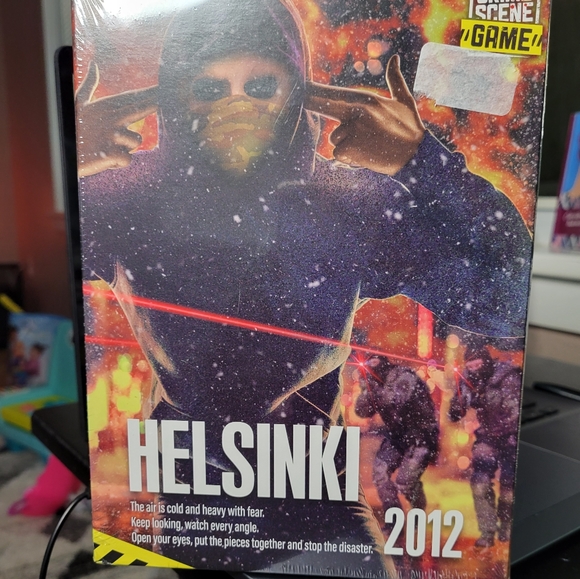 SCENE
GAME
HELSINKI
The air is cold and heavy with fear.
Keep looking, watch every angle.
Open your eyes, put the pieces together and stop the disaster.
2012